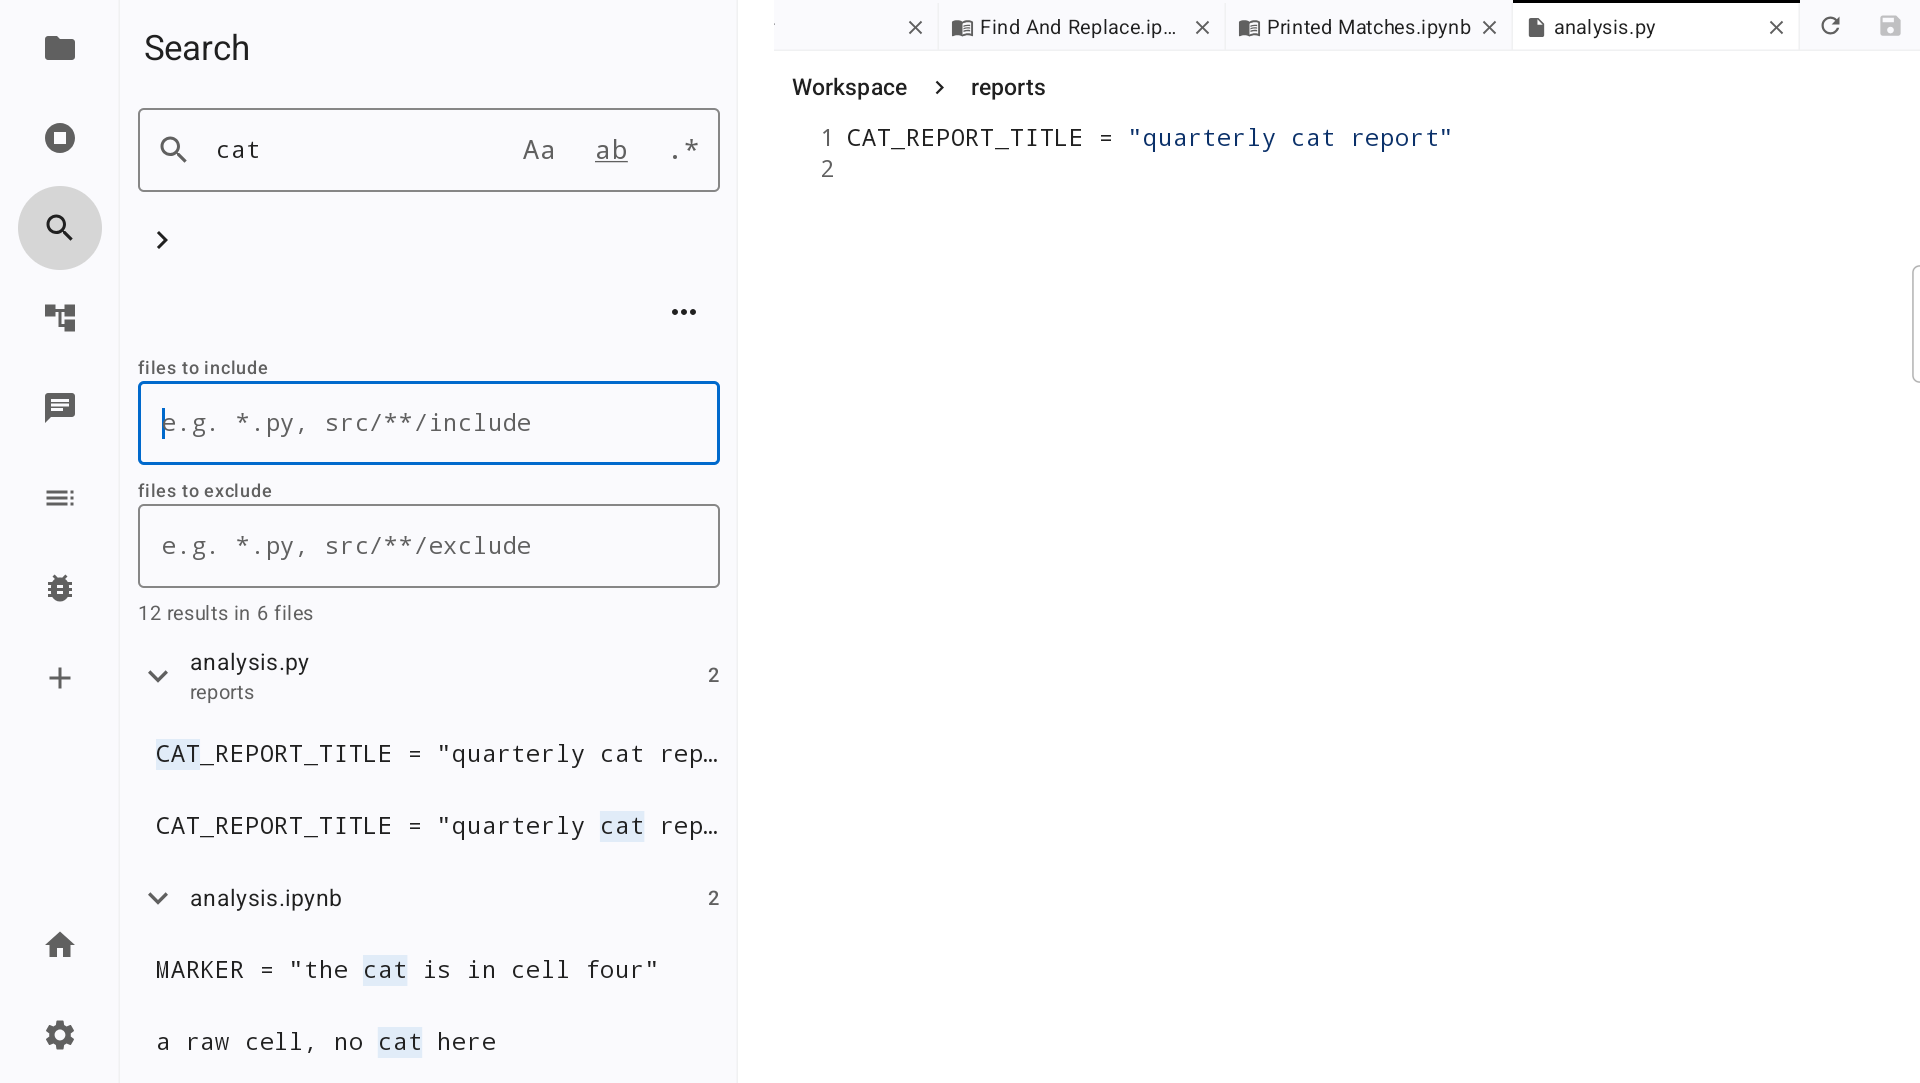 Search
cat
Aa
ab
.*
files to include
e.g. *.py, src/**/include
files to exclude
e.g. *.py, src/**/exclude
12 results in 6 files
analysis.py
reports
2
CAT_REPORT_TITLE = "quarterly cat rep…
CAT_REPORT_TITLE = "quarterly cat rep…
analysis.ipynb
2
MARKER = "the cat is in cell four"
a raw cell, no cat here
Find And Replace.ip…
Printed Matches.ipynb
analysis.py
Workspace > reports
1 CAT_REPORT_TITLE = "quarterly cat report"
2